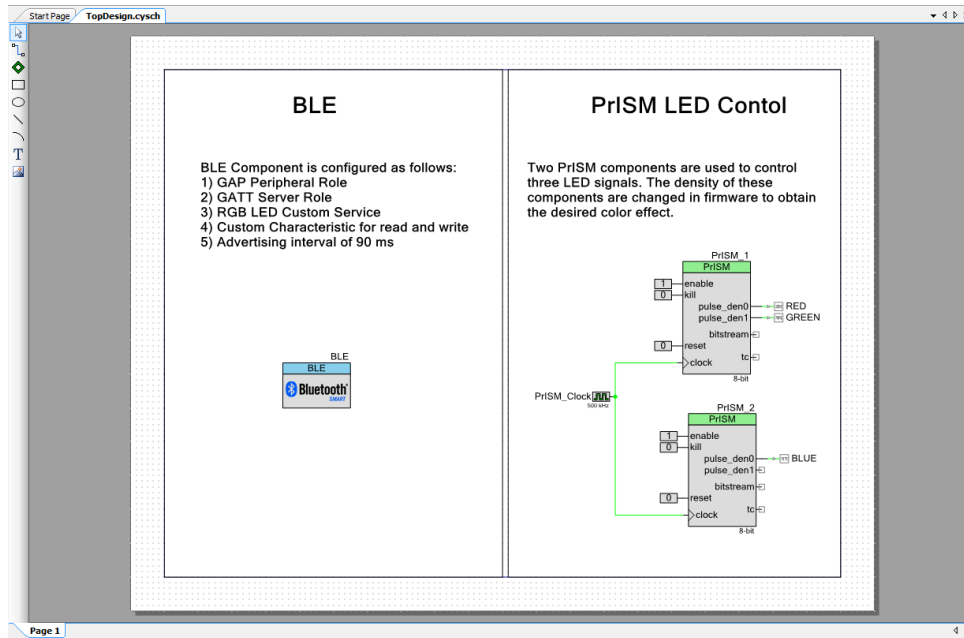 Start Page
TopDesign.cysch
T
BLE
BLE Component is configured as follows:
1) GAP Peripheral Role
2) GATT Server Role
3) RGB LED Custom Service
4) Custom Characteristic for read and write
5) Advertising interval of 90 ms
BLE
BLE
Bluetooth
SMART
PrISM LED Contol
Two PrISM components are used to control
three LED signals. The density of these
components are changed in firmware to obtain
the desired color effect.
PrISM_1
PrISM
1 enable
0 kill
pulse_den0 RED
pulse_den1 GREEN
bitstream
0 reset
tc
clock
8-bit
PrISM_Clock
500 kHz
PrISM_2
PrISM
1 enable
0 kill
pulse_den0 BLUE
pulse_den1
bitstream
0 reset
tc
clock
8-bit
Page 1